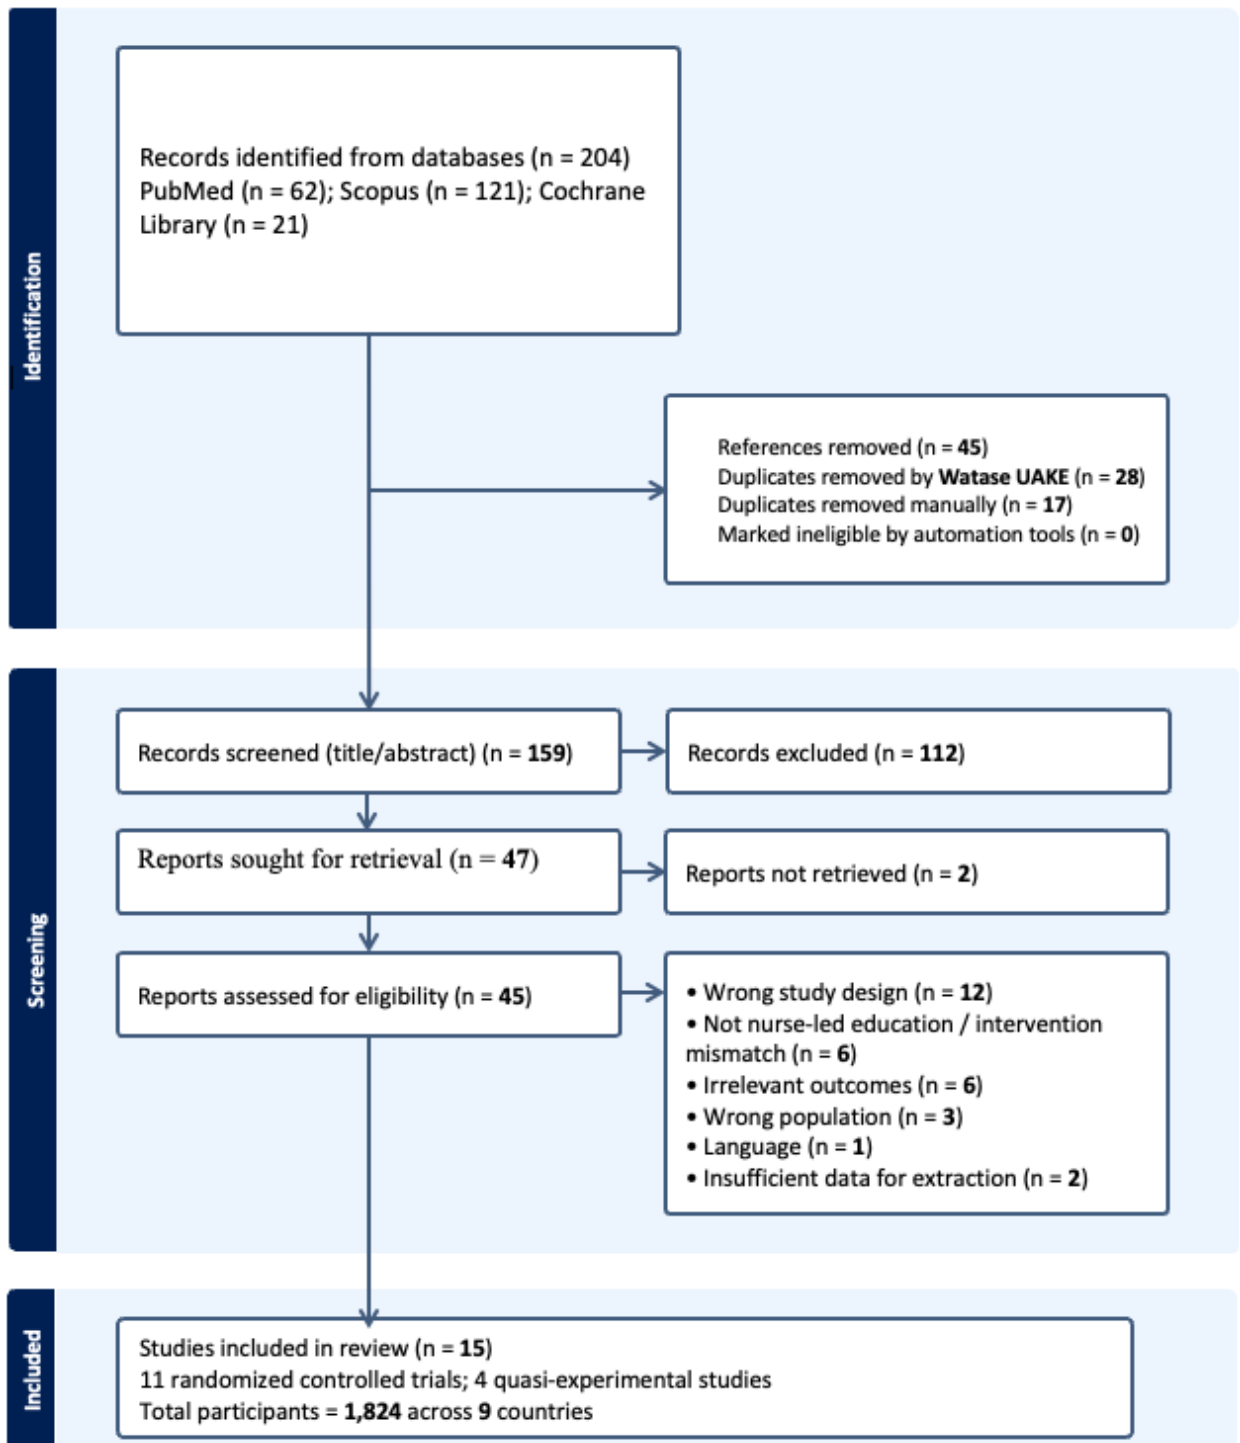 Identification
Records identified from databases (n = 204)
PubMed (n = 62); Scopus (n = 121); Cochrane
Library (n = 21)
References removed (n = 45)
Duplicates removed by Watase UAKE (n = 28)
Duplicates removed manually (n = 17)
Marked ineligible by automation tools (n = 0)
Screening
Records screened (title/abstract) (n = 159)
Records excluded (n = 112)
Reports sought for retrieval (n = 47)
Reports not retrieved (n = 2)
Reports assessed for eligibility (n = 45)
• Wrong study design (n = 12)
• Not nurse-led education / intervention
mismatch (n = 6)
• Irrelevant outcomes (n = 6)
• Wrong population (n = 3)
• Language (n = 1)
• Insufficient data for extraction (n = 2)
Included
Studies included in review (n = 15)
11 randomized controlled trials; 4 quasi-experimental studies
Total participants = 1,824 across 9 countries